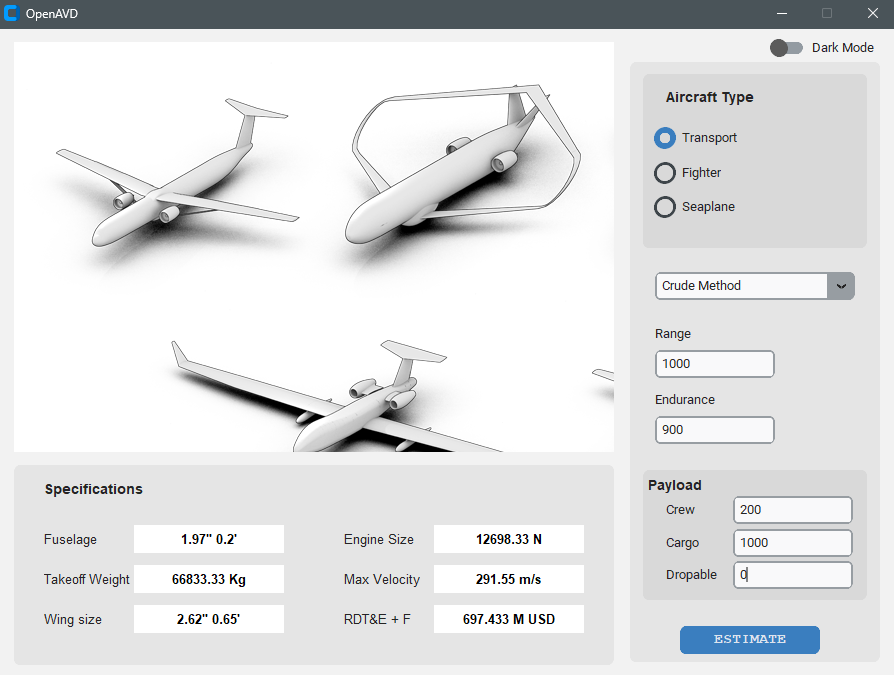 OpenAVD
Dark Mode
Aircraft Type
Transport
Fighter
Seaplane
Crude Method
Range
1000
Endurance
900
Payload
Crew 200
Cargo 1000
Dropable 0
ESTIMATE
Specifications
Fuselage 1.97" 0.2' Engine Size 12698.33 N
Takeoff Weight 66833.33 Kg Max Velocity 291.55 m/s
Wing size 2.62" 0.65' RDT&E + F 697.433 M USD